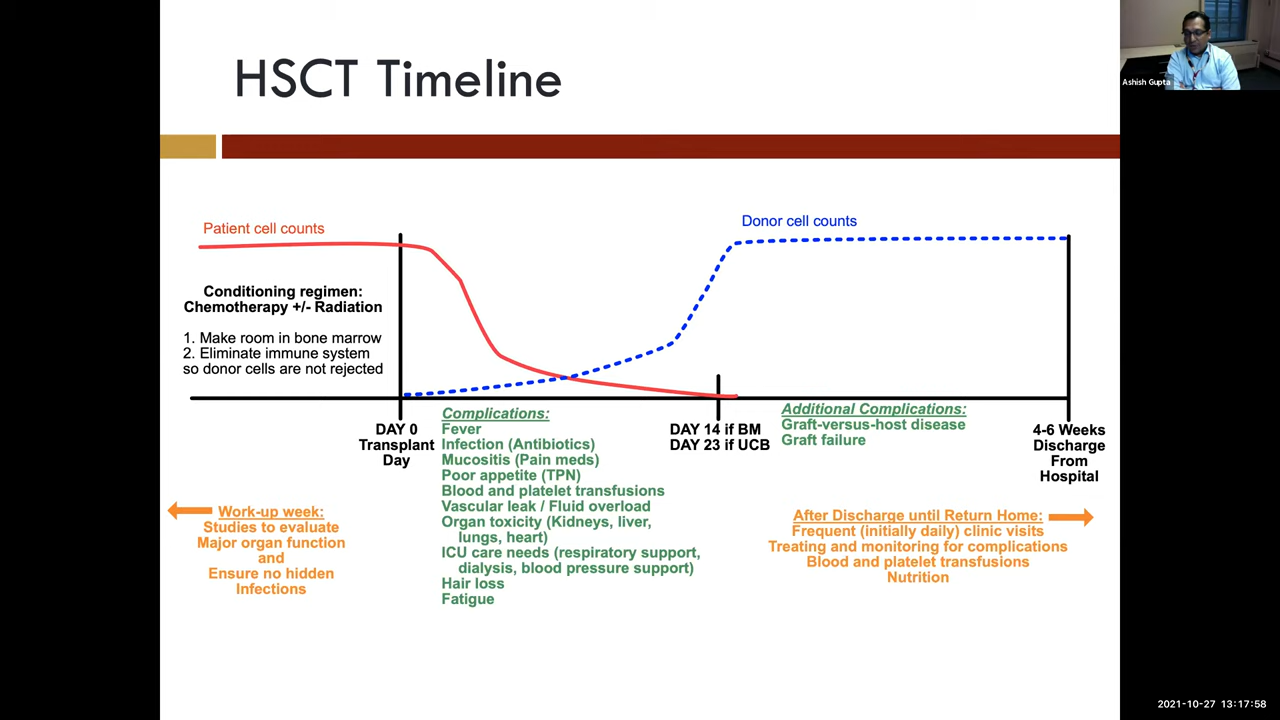 HSCT Timeline
Ashish Gupta
Patient cell counts
Donor cell counts
Conditioning regimen:
Chemotherapy +/- Radiation
1. Make room in bone marrow
2. Eliminate immune system
so donor cells are not rejected
DAY 0
Transplant
Day
Complications:
Fever
Infection (Antibiotics)
Mucositis (Pain meds)
Poor appetite (TPN)
Blood and platelet transfusions
Vascular leak / Fluid overload
Organ toxicity (Kidneys, liver,
lungs, heart)
ICU care needs (respiratory support,
dialysis, blood pressure support)
Hair loss
Fatigue
DAY 14 if BM
DAY 23 if UCB
Additional Complications:
Graft-versus-host disease
Graft failure
4-6 Weeks
Discharge
From
Hospital
Work-up week:
Studies to evaluate
Major organ function
and
Ensure no hidden
Infections
After Discharge until Return Home:
Frequent (initially daily) clinic visits
Treating and monitoring for complications
Blood and platelet transfusions
Nutrition
2021-10-27 13:17:58